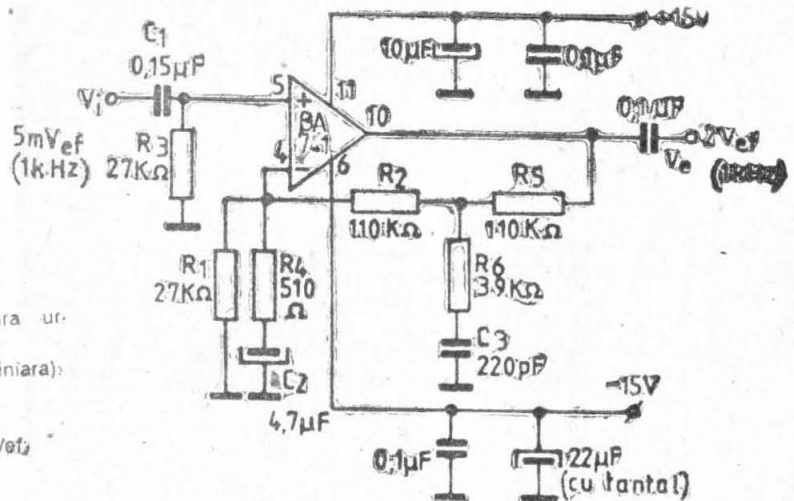 C1
0,15µF
10µF
0,1µF
+15V
Vi
5mVef
(1kHz)
R3
27KΩ
5
+
11
βA
741
10
4
-
6
0,1µF
Ve
2Vef
(1kHz)
R2
110KΩ
R5
110KΩ
R1
27KΩ
R4
510
Ω
C2
4,7µF
R6
3,9KΩ
C3
220pF
-15V
0,1µF
22µF
(cu tantal)